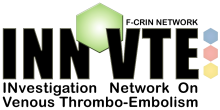 F-CRIN NETWORK
INNOVTE
INvestigation Network On
Venous Thrombo-Embolism